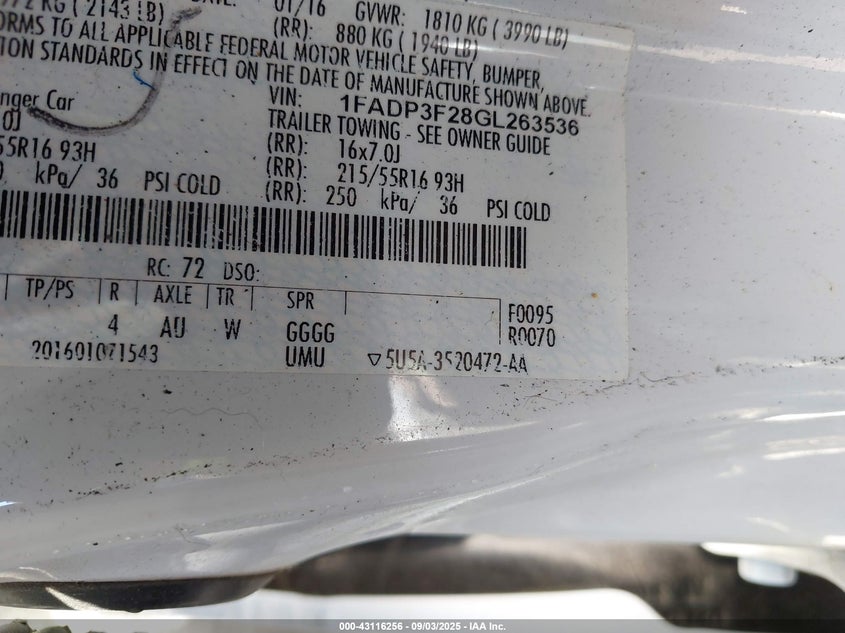 DATE: 01/16 GVWR: 1810 KG ( 3990 LB)
KG ( 2143 LB) (RR): 880 KG ( 1940 LB)
ORMS TO ALL APPLICABLE FEDERAL MOTOR VEHICLE SAFETY, BUMPER,
TION STANDARDS IN EFFECT ON THE DATE OF MANUFACTURE SHOWN ABOVE.
nger Car VIN: 1FADP3F28GL263536
0J TRAILER TOWING - SEE OWNER GUIDE
(RR): 16x7.0J
55R16 93H (RR): 215/55R16 93H
0 kPa/ 36 PSI COLD (RR): 250 kPa/ 36 PSI COLD
RC: 72 DSO:
TP/PS R AXLE TR SPR F0095
4 AU W GGGG R0070
201601071543 UMU ▽5U5A-3520472-AA
000-43116256 - 09/03/2025 - IAA Inc.